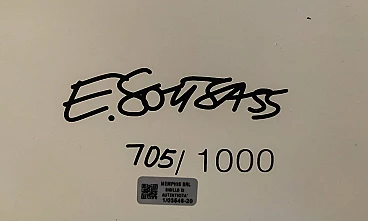 E. Sottsass
705/1000
MEMPHIS SRL
SIGILLO DI
AUTENTICITA'